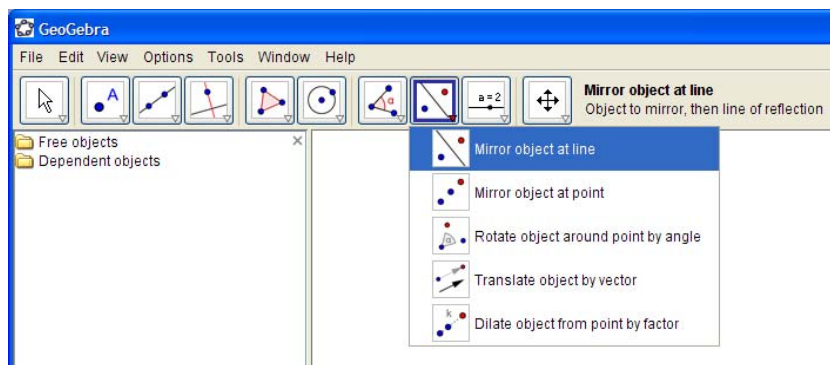 GeoGebra
File Edit View Options Tools Window Help
A
α
a=2
Mirror object at line
Object to mirror, then line of reflection
Free objects
Dependent objects
Mirror object at line
Mirror object at point
α
Rotate object around point by angle
Translate object by vector
k
Dilate object from point by factor